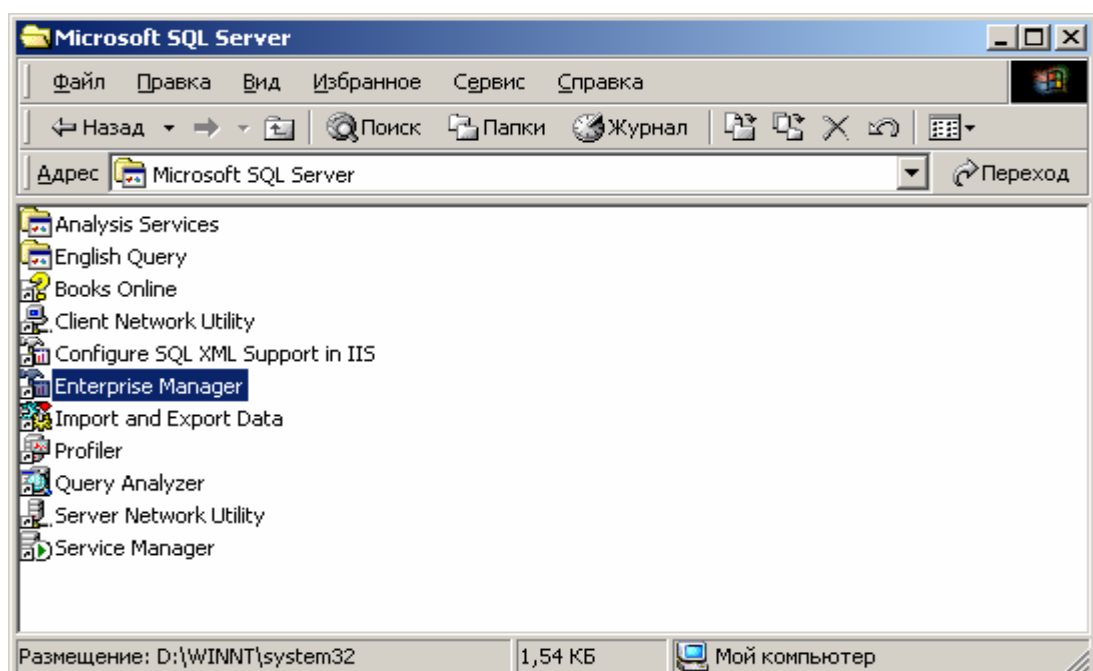 Microsoft SQL Server
Файл Правка Вид Избранное Сервис Справка
Назад Поиск Папки Журнал
Адрес Microsoft SQL Server Переход
Analysis Services
English Query
Books Online
Client Network Utility
Configure SQL XML Support in IIS
Enterprise Manager
Import and Export Data
Profiler
Query Analyzer
Server Network Utility
Service Manager
Размещение: D:\WINNT\system32 1,54 КБ Мой компьютер